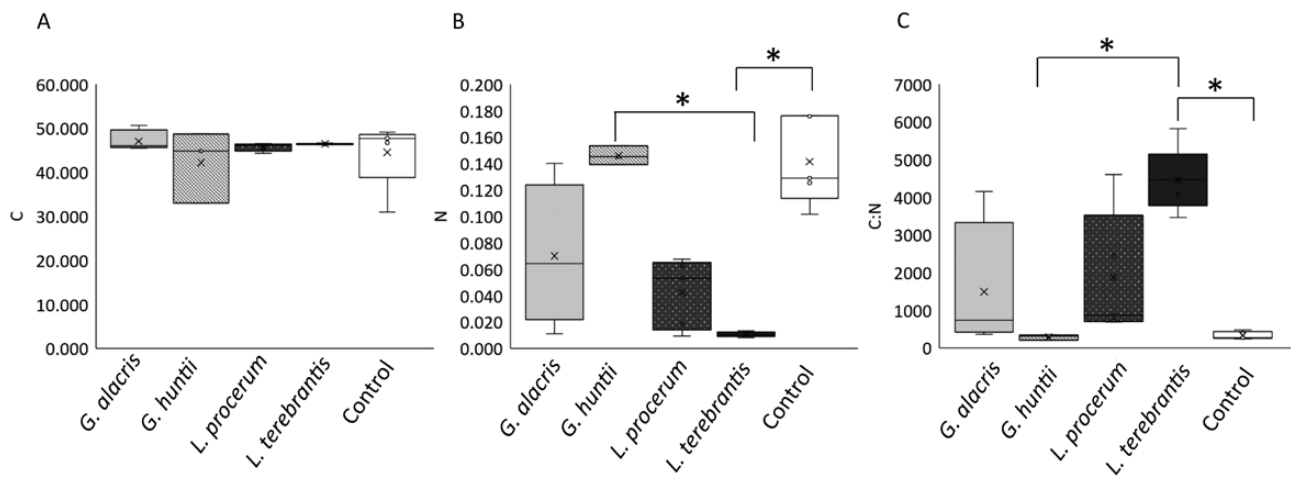 A
B
C
60.000
50.000
40.000
30.000
20.000
10.000
0.000
C
G. alacris
G. huntii
L. procerum
L. terebrantis
Control
0.200
0.180
0.160
0.140
0.120
0.100
0.080
0.060
0.040
0.020
0.000
N
*
*
G. alacris
G. huntii
L. procerum
L. terebrantis
Control
7000
6000
5000
4000
3000
2000
1000
0
C:N
*
*
G. alacris
G. huntii
L. procerum
L. terebrantis
Control